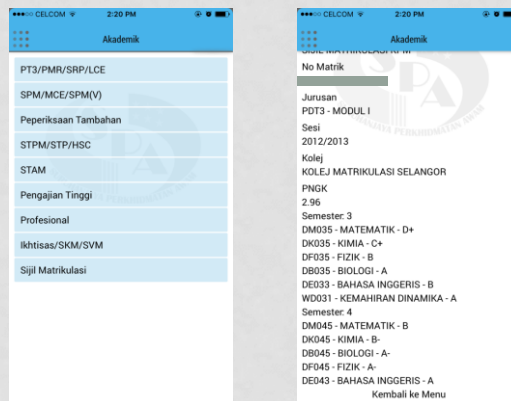 CELCOM 2:20 PM
Akademik
PT3/PMR/SRP/LCE
SPM/MCE/SPM(V)
Peperiksaan Tambahan
STPM/STP/HSC
STAM
Pengajian Tinggi
Profesional
Ikhtisas/SKM/SVM
Sijil Matrikulasi
CELCOM 2:20 PM
Akademik
SIJIL MATRIKULASI KPM
No Matrik
Jurusan
PDT3 - MODUL I
Sesi
2012/2013
Kolej
KOLEJ MATRIKULASI SELANGOR
PNGK
2.96
Semester: 3
DM035 - MATEMATIK - D+
DK035 - KIMIA - C+
DF035 - FIZIK - B
DB035 - BIOLOGI - A
DE033 - BAHASA INGGERIS - B
WD031 - KEMAHIRAN DINAMIKA - A
Semester: 4
DM045 - MATEMATIK - B
DK045 - KIMIA - B-
DB045 - BIOLOGI - A-
DF045 - FIZIK - A-
DE043 - BAHASA INGGERIS - A
Kembali ke Menu